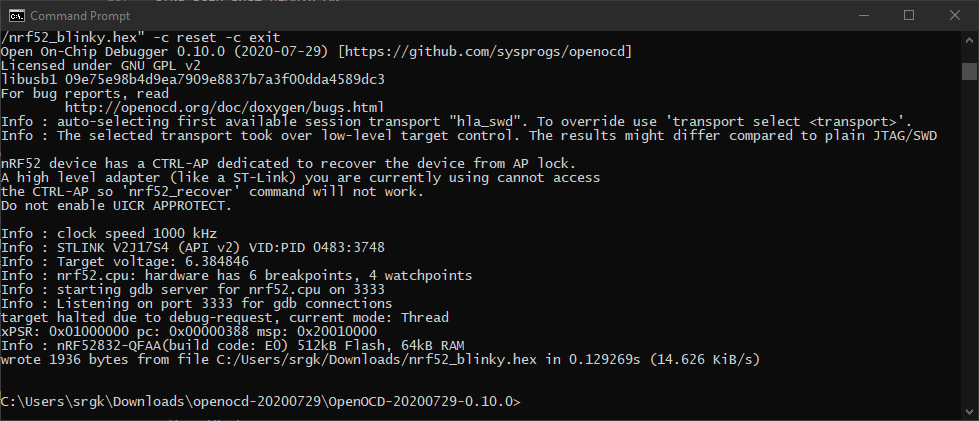 Command Prompt
/nrf52_blinky.hex" -c reset -c exit
Open On-Chip Debugger 0.10.0 (2020-07-29) [https://github.com/sysprogs/openocd]
Licensed under GNU GPL v2
libusb1 09e75e98b4d9ea7909e8837b7a3f00dda4589dc3
For bug reports, read
        http://openocd.org/doc/doxygen/bugs.html
Info : auto-selecting first available session transport "hla_swd". To override use 'transport select <transport>'.
Info : The selected transport took over low-level target control. The results might differ compared to plain JTAG/SWD

nRF52 device has a CTRL-AP dedicated to recover the device from AP lock.
A high level adapter (like a ST-Link) you are currently using cannot access
the CTRL-AP so 'nrf52_recover' command will not work.
Do not enable UICR APPROTECT.

Info : clock speed 1000 kHz
Info : STLINK V2J17S4 (API v2) VID:PID 0483:3748
Info : Target voltage: 6.384846
Info : nrf52.cpu: hardware has 6 breakpoints, 4 watchpoints
Info : starting gdb server for nrf52.cpu on 3333
Info : Listening on port 3333 for gdb connections
target halted due to debug-request, current mode: Thread
xPSR: 0x01000000 pc: 0x00000388 msp: 0x20010000
Info : nRF52832-QFAA(build code: E0) 512kB Flash, 64kB RAM
wrote 1936 bytes from file C:/Users/srgk/Downloads/nrf52_blinky.hex in 0.129269s (14.626 KiB/s)

C:\Users\srgk\Downloads\openocd-20200729\OpenOCD-20200729-0.10.0>